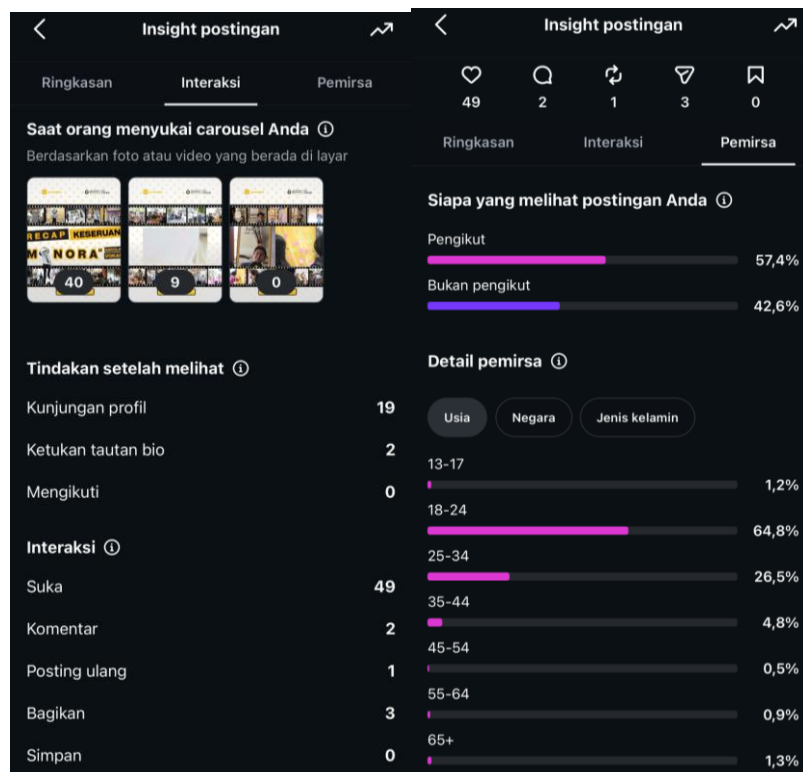 Insight postingan
Ringkasan Interaksi Pemirsa
Saat orang menyukai carousel Anda
Berdasarkan foto atau video yang berada di layar
RECAP KESERUAN
NORA"
40 9 0
Tindakan setelah melihat
Kunjungan profil 19
Ketukan tautan bio 2
Mengikuti 0
Interaksi
Suka 49
Komentar 2
Posting ulang 1
Bagikan 3
Simpan 0
Insight postingan
49 2 1 3 0
Ringkasan Interaksi Pemirsa
Siapa yang melihat postingan Anda
Pengikut
57,4%
Bukan pengikut
42,6%
Detail pemirsa
Usia Negara Jenis kelamin
13-17
1,2%
18-24
64,8%
25-34
26,5%
35-44
4,8%
45-54
0,5%
55-64
0,9%
65+
1,3%